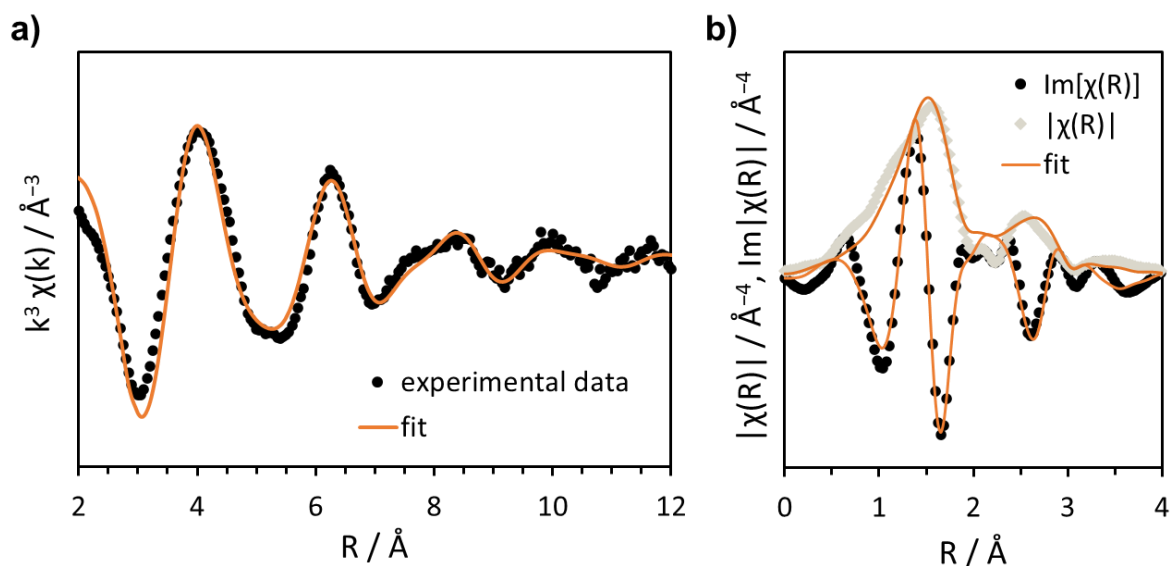 a)
k³ χ(k) / Å⁻³
experimental data
fit
2 4 6 8 10 12
R / Å
b)
|χ(R)| / Å⁻⁴, Im|χ(R)| / Å⁻⁴
Im[χ(R)]
|χ(R)|
fit
0 1 2 3 4
R / Å